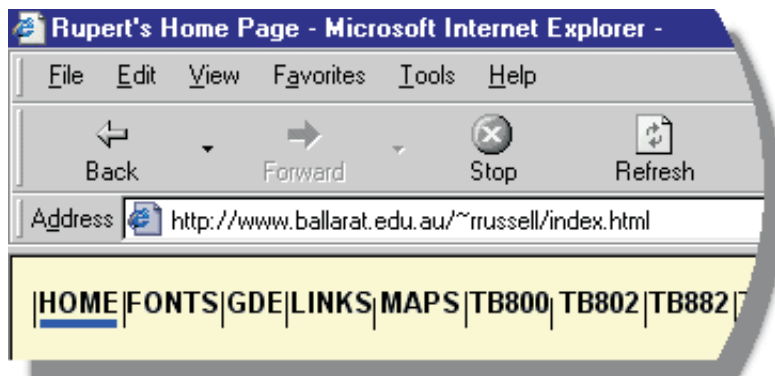 Rupert's Home Page - Microsoft Internet Explorer -
File Edit View Favorites Tools Help
Back Forward Stop Refresh
Address http://www.ballarat.edu.au/~rrussell/index.html
|HOME|FONTS|GDE|LINKS|MAPS|TB800|TB802|TB882|